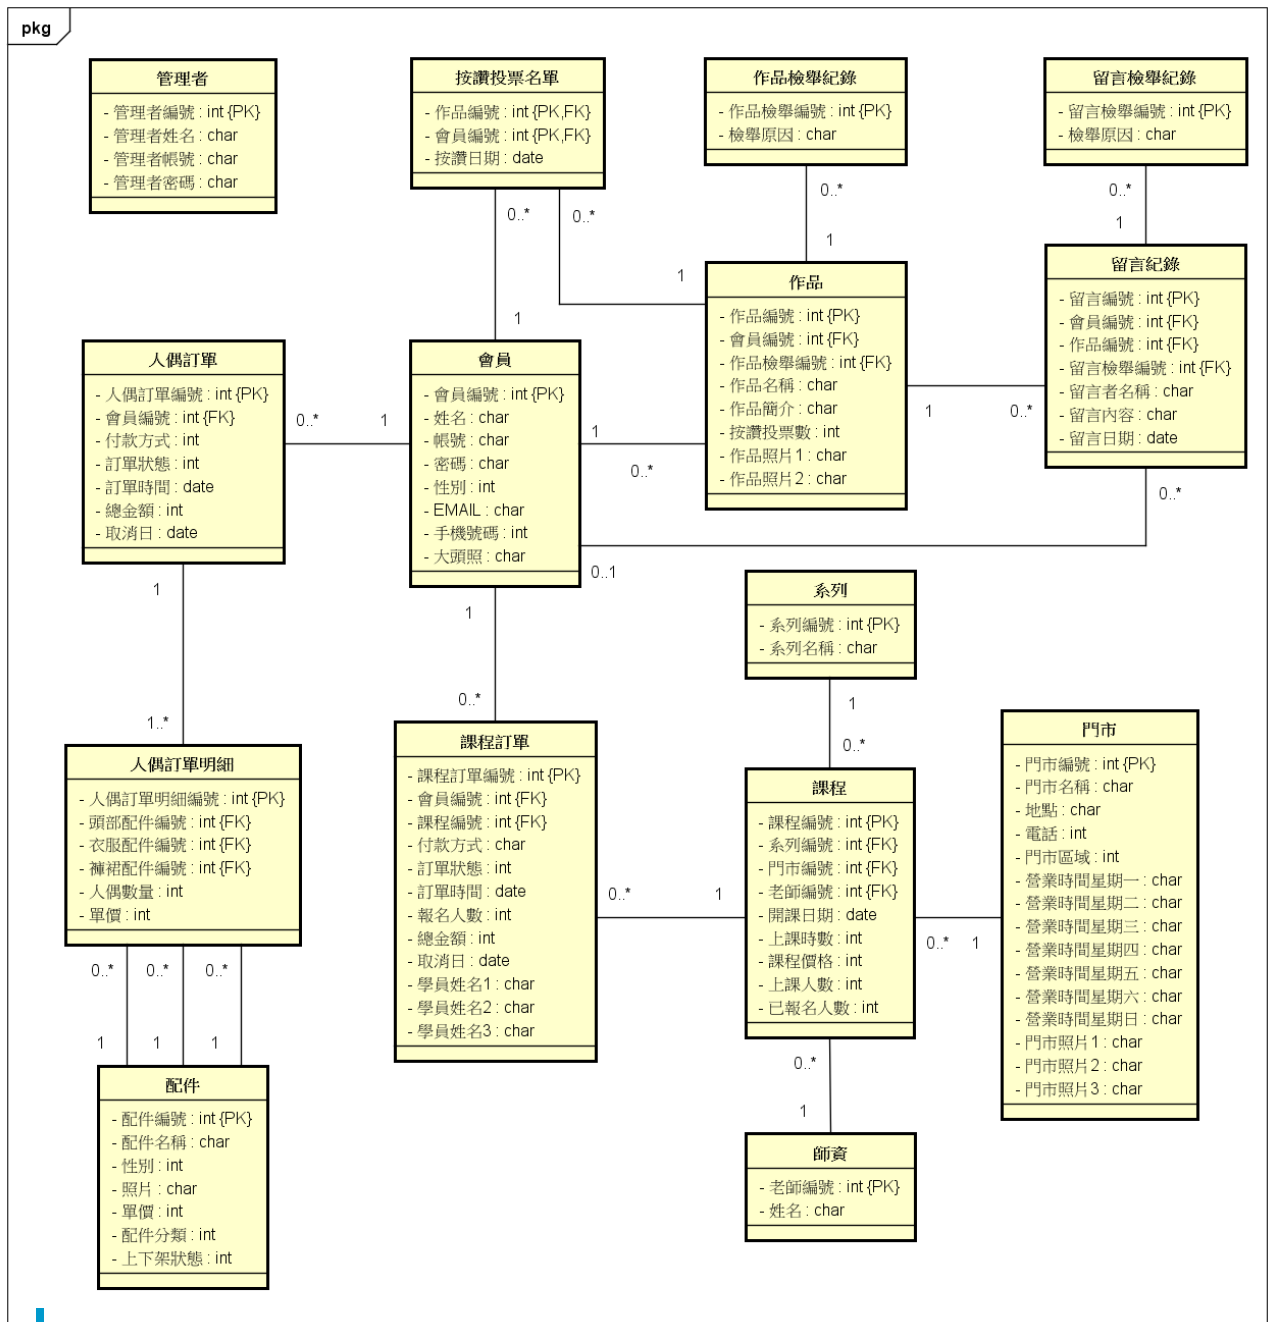 pkg
管理者
- 管理者編號 : int {PK}
- 管理者姓名 : char
- 管理者帳號 : char
- 管理者密碼 : char
按讚投票名單
- 作品編號 : int {PK,FK}
- 會員編號 : int {PK,FK}
- 按讚日期 : date
作品檢舉紀錄
- 作品檢舉編號 : int {PK}
- 檢舉原因 : char
留言檢舉紀錄
- 留言檢舉編號 : int {PK}
- 檢舉原因 : char
0..*
0..*
0..*
0..*
1
1
1
1
作品
- 作品編號 : int {PK}
- 會員編號 : int {FK}
- 作品檢舉編號 : int {FK}
- 作品名稱 : char
- 作品簡介 : char
- 按讚投票數 : int
- 作品照片1 : char
- 作品照片2 : char
留言紀錄
- 留言編號 : int {PK}
- 會員編號 : int {FK}
- 作品編號 : int {FK}
- 留言檢舉編號 : int {FK}
- 留言者名稱 : char
- 留言內容 : char
- 留言日期 : date
人偶訂單
- 人偶訂單編號 : int {PK}
- 會員編號 : int {FK}
- 付款方式 : int
- 訂單狀態 : int
- 訂單時間 : date
- 總金額 : int
- 取消日 : date
0..*
1
會員
- 會員編號 : int {PK}
- 姓名 : char
- 帳號 : char
- 密碼 : char
- 性別 : int
- EMAIL : char
- 手機號碼 : int
- 大頭照 : char
1
0..*
1
0..*
0..*
0..1
1
1
0..*
1..*
系列
- 系列編號 : int {PK}
- 系列名稱 : char
1
0..*
人偶訂單明細
- 人偶訂單明細編號 : int {PK}
- 頭部配件編號 : int {FK}
- 衣服配件編號 : int {FK}
- 褲裙配件編號 : int {FK}
- 人偶數量 : int
- 單價 : int
課程訂單
- 課程訂單編號 : int {PK}
- 會員編號 : int {FK}
- 課程編號 : int {FK}
- 付款方式 : char
- 訂單狀態 : int
- 訂單時間 : date
- 報名人數 : int
- 總金額 : int
- 取消日 : date
- 學員姓名1 : char
- 學員姓名2 : char
- 學員姓名3 : char
0..*
1
課程
- 課程編號 : int {PK}
- 系列編號 : int {FK}
- 門市編號 : int {FK}
- 老師編號 : int {FK}
- 開課日期 : date
- 上課時數 : int
- 課程價格 : int
- 上課人數 : int
- 已報名人數 : int
0..*
1
門市
- 門市編號 : int {PK}
- 門市名稱 : char
- 地點 : char
- 電話 : int
- 門市區域 : int
- 營業時間星期一 : char
- 營業時間星期二 : char
- 營業時間星期三 : char
- 營業時間星期四 : char
- 營業時間星期五 : char
- 營業時間星期六 : char
- 營業時間星期日 : char
- 門市照片1 : char
- 門市照片2 : char
- 門市照片3 : char
0..*
0..*
0..*
1
1
1
配件
- 配件編號 : int {PK}
- 配件名稱 : char
- 性別 : int
- 照片 : char
- 單價 : int
- 配件分類 : int
- 上下架狀態 : int
0..*
1
師資
- 老師編號 : int {PK}
- 姓名 : char